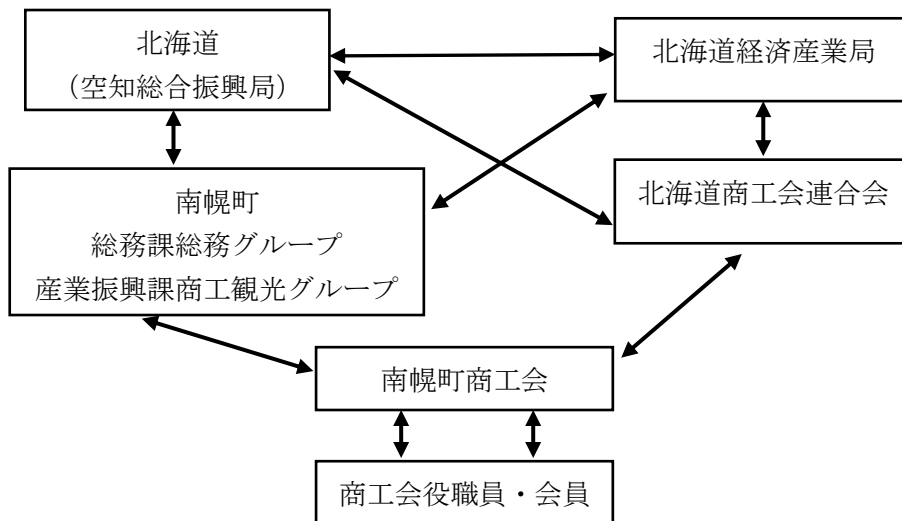 北海道
（空知総合振興局）
北海道経済産業局
南幌町
総務課総務グループ
産業振興課商工観光グループ
北海道商工会連合会
南幌町商工会
商工会役職員・会員